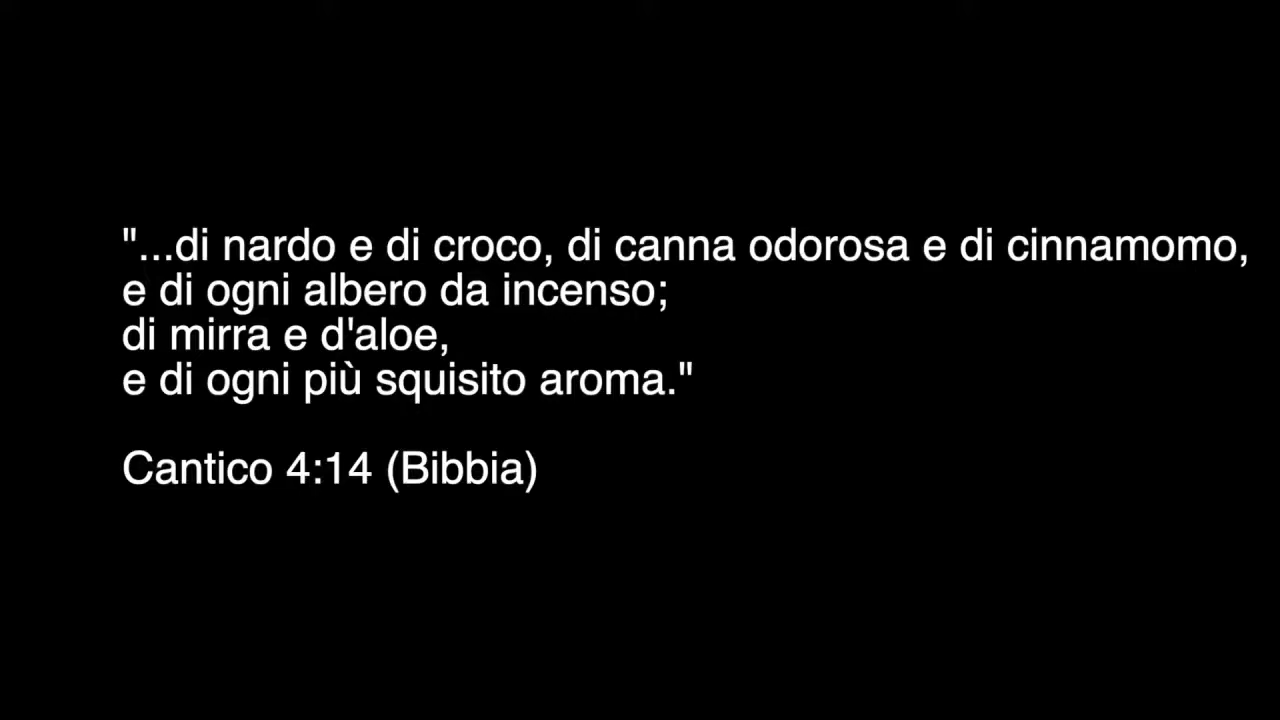 "...di nardo e di croco, di canna odorosa e di cinnamomo,
e di ogni albero da incenso;
di mirra e d'aloe,
e di ogni più squisito aroma."
Cantico 4:14 (Bibbia)